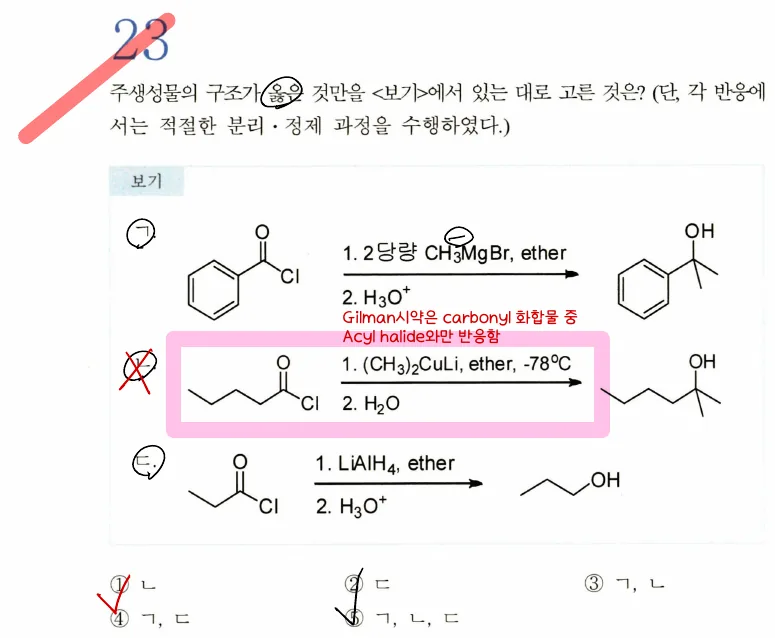 23
주생성물의 구조가 옳은 것만을 <보기>에서 있는 대로 고른 것은? (단, 각 반응에
서는 적절한 분리·정제 과정을 수행하였다.)
보기
ㄱ.
O
Cl
1. 2당량 CH₃MgBr, ether
2. H₃O⁺
OH
Gilman시약은 carbonyl 화합물 중
Acyl halide와만 반응함
ㄴ.
O
Cl
1. (CH₃)₂CuLi, ether, -78°C
2. H₂O
OH
ㄷ.
O
Cl
1. LiAlH₄, ether
2. H₃O⁺
OH
① ㄴ ② ㄷ ③ ㄱ, ㄴ
④ ㄱ, ㄷ ⑤ ㄱ, ㄴ, ㄷ